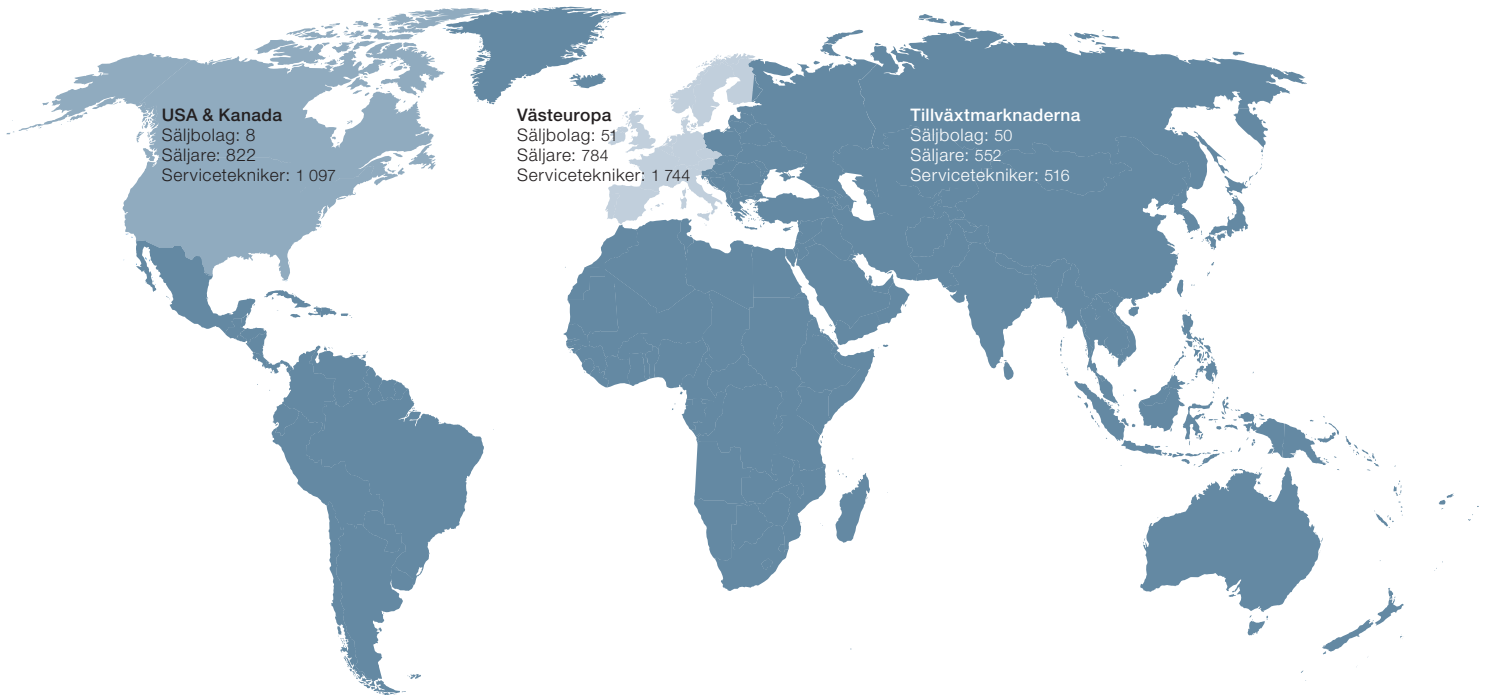 USA & Kanada
Säljbolag: 8
Säljare: 822
Servicetekniker: 1 097
Västeuropa
Säljbolag: 51
Säljare: 784
Servicetekniker: 1 744
Tillväxtmarknaderna
Säljbolag: 50
Säljare: 552
Servicetekniker: 516